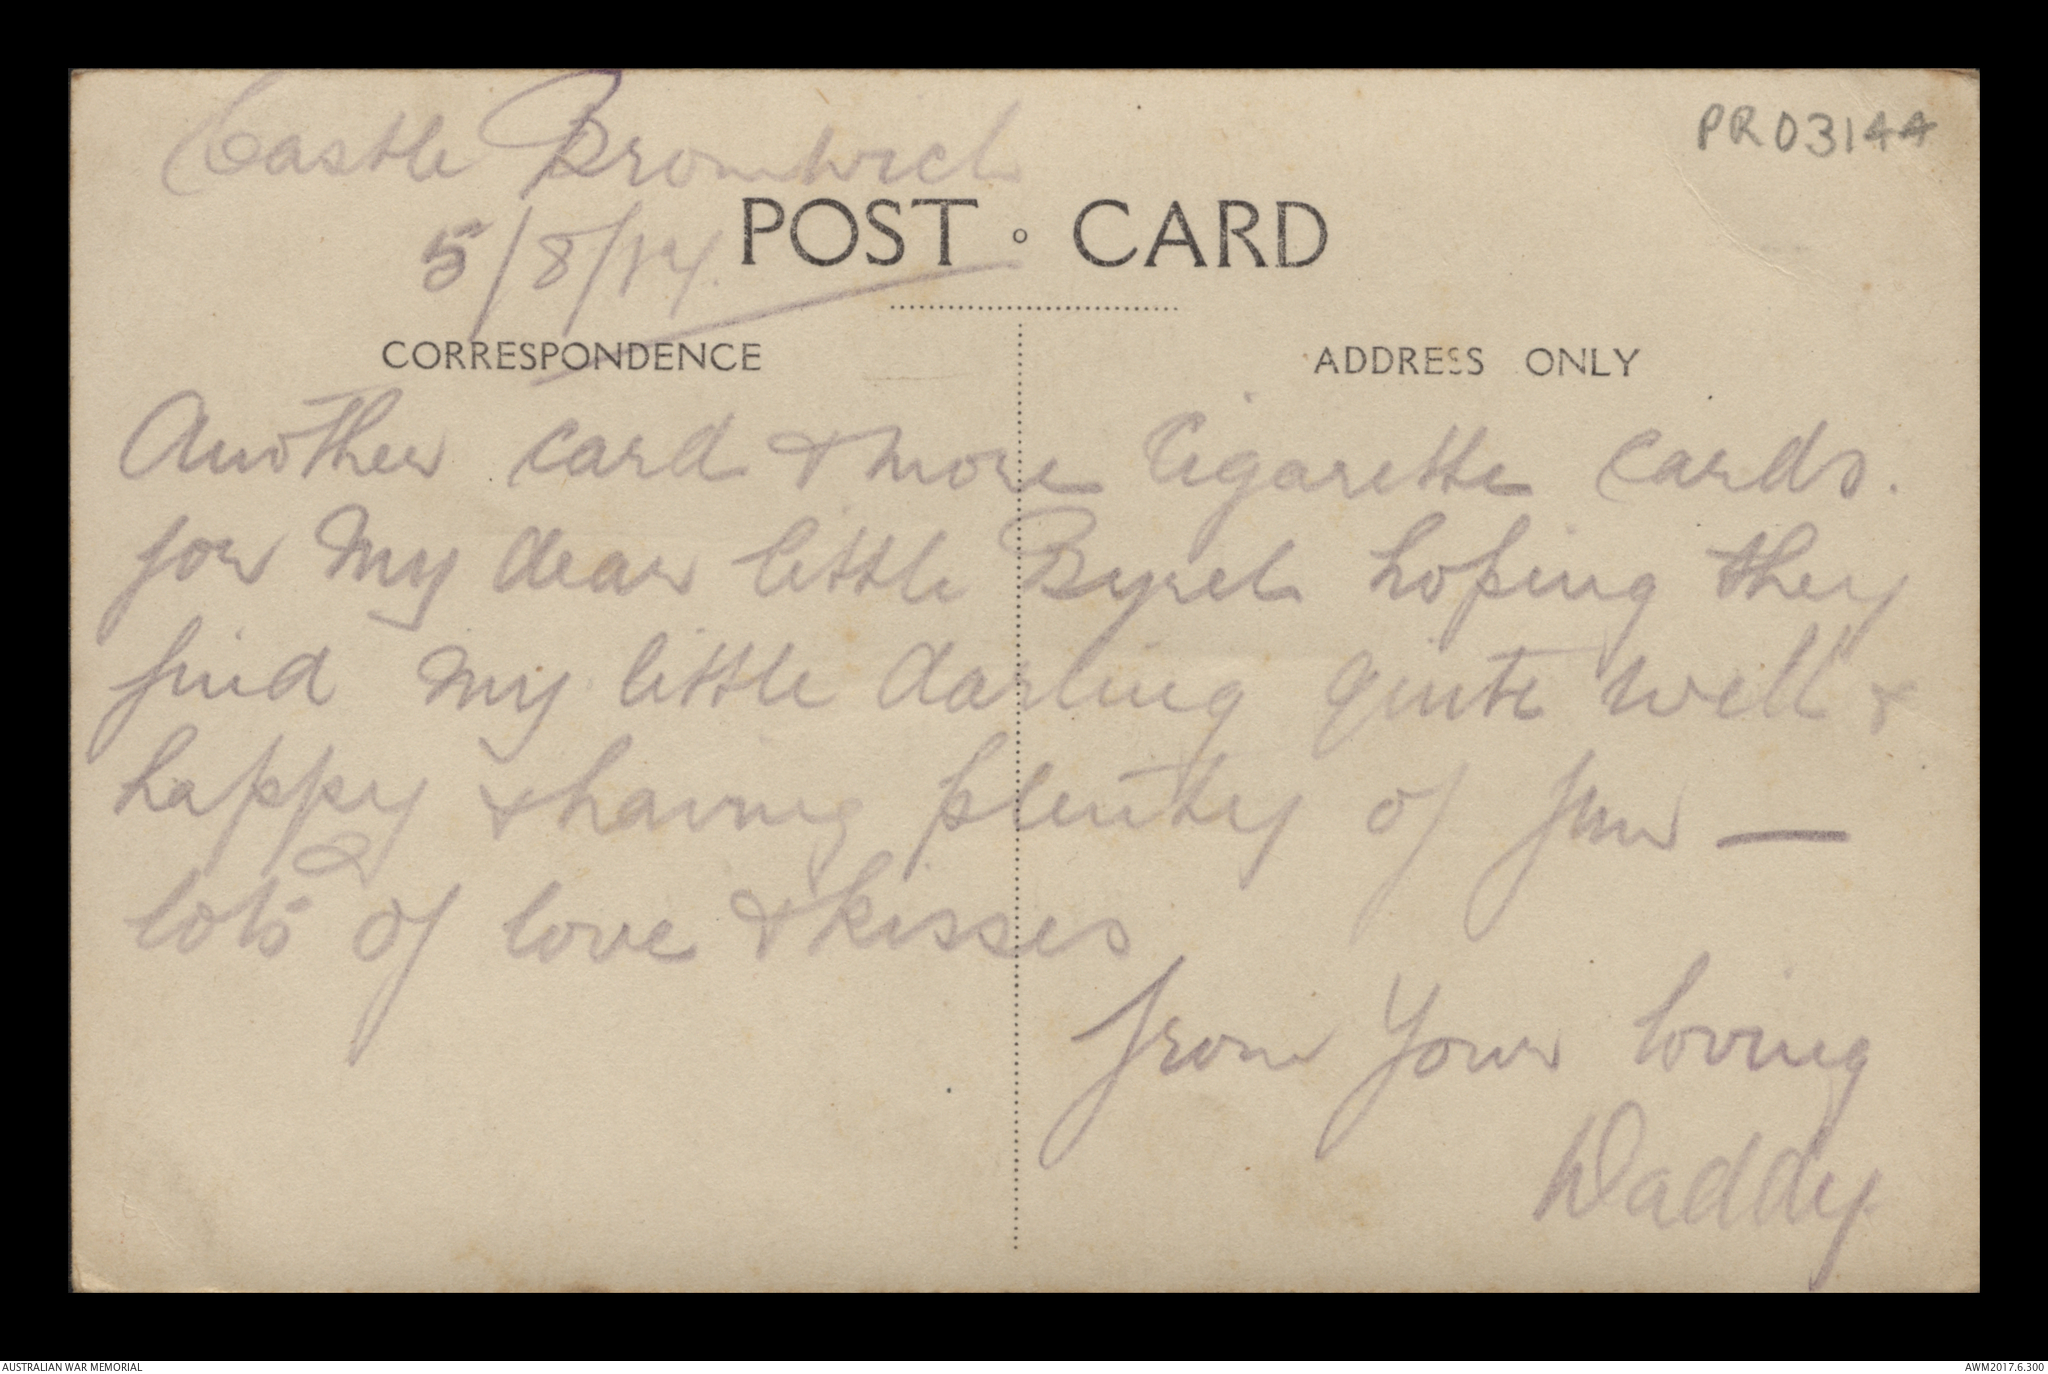 Castle Bromwich
PR03144
5/8/17.
POST CARD
CORRESPONDENCE
ADDRESS ONLY
Another card & more Cigarette Cards.
for My dear little Byrel hoping they
find my little darling quite well &
happy & having plenty of fun —
lots of love & kisses
from Your loving
Daddy
AUSTRALIAN WAR MEMORIAL
AWM2017.6.300